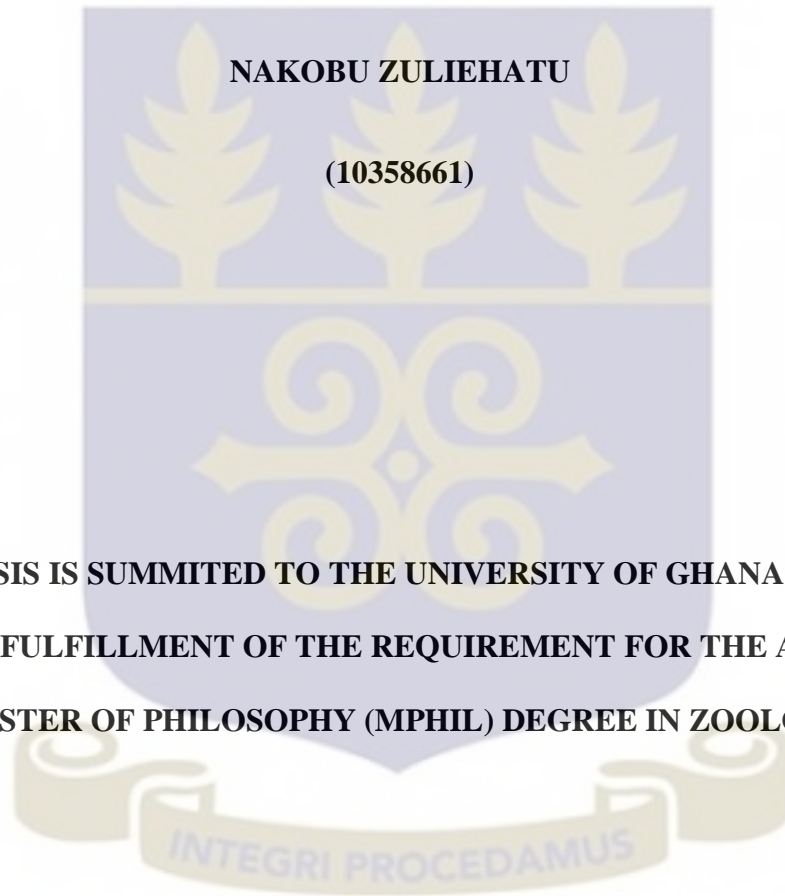 NAKOBU ZULIEHATU
(10358661)
SIS IS SUMMITED TO THE UNIVERSITY OF GHANA
FULFILLMENT OF THE REQUIREMENT FOR THE
STER OF PHILOSOPHY (MPHIL) DEGREE IN
INTEGRI PROCEDAMUS